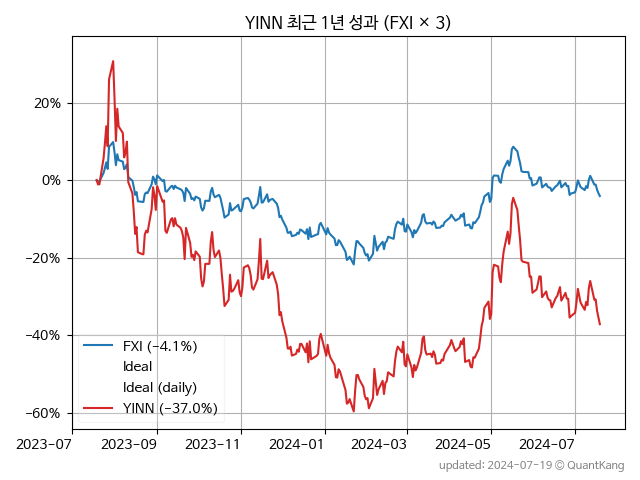 YINN 최근 1년 성과 (FXI × 3)
20%
0%
−20%
−40%
−60%
FXI (−4.1%)
Ideal
Ideal (daily)
YINN (−37.0%)
2023-07
2023-09
2023-11
2024-01
2024-03
2024-05
2024-07
updated: 2024-07-19 © QuantKang